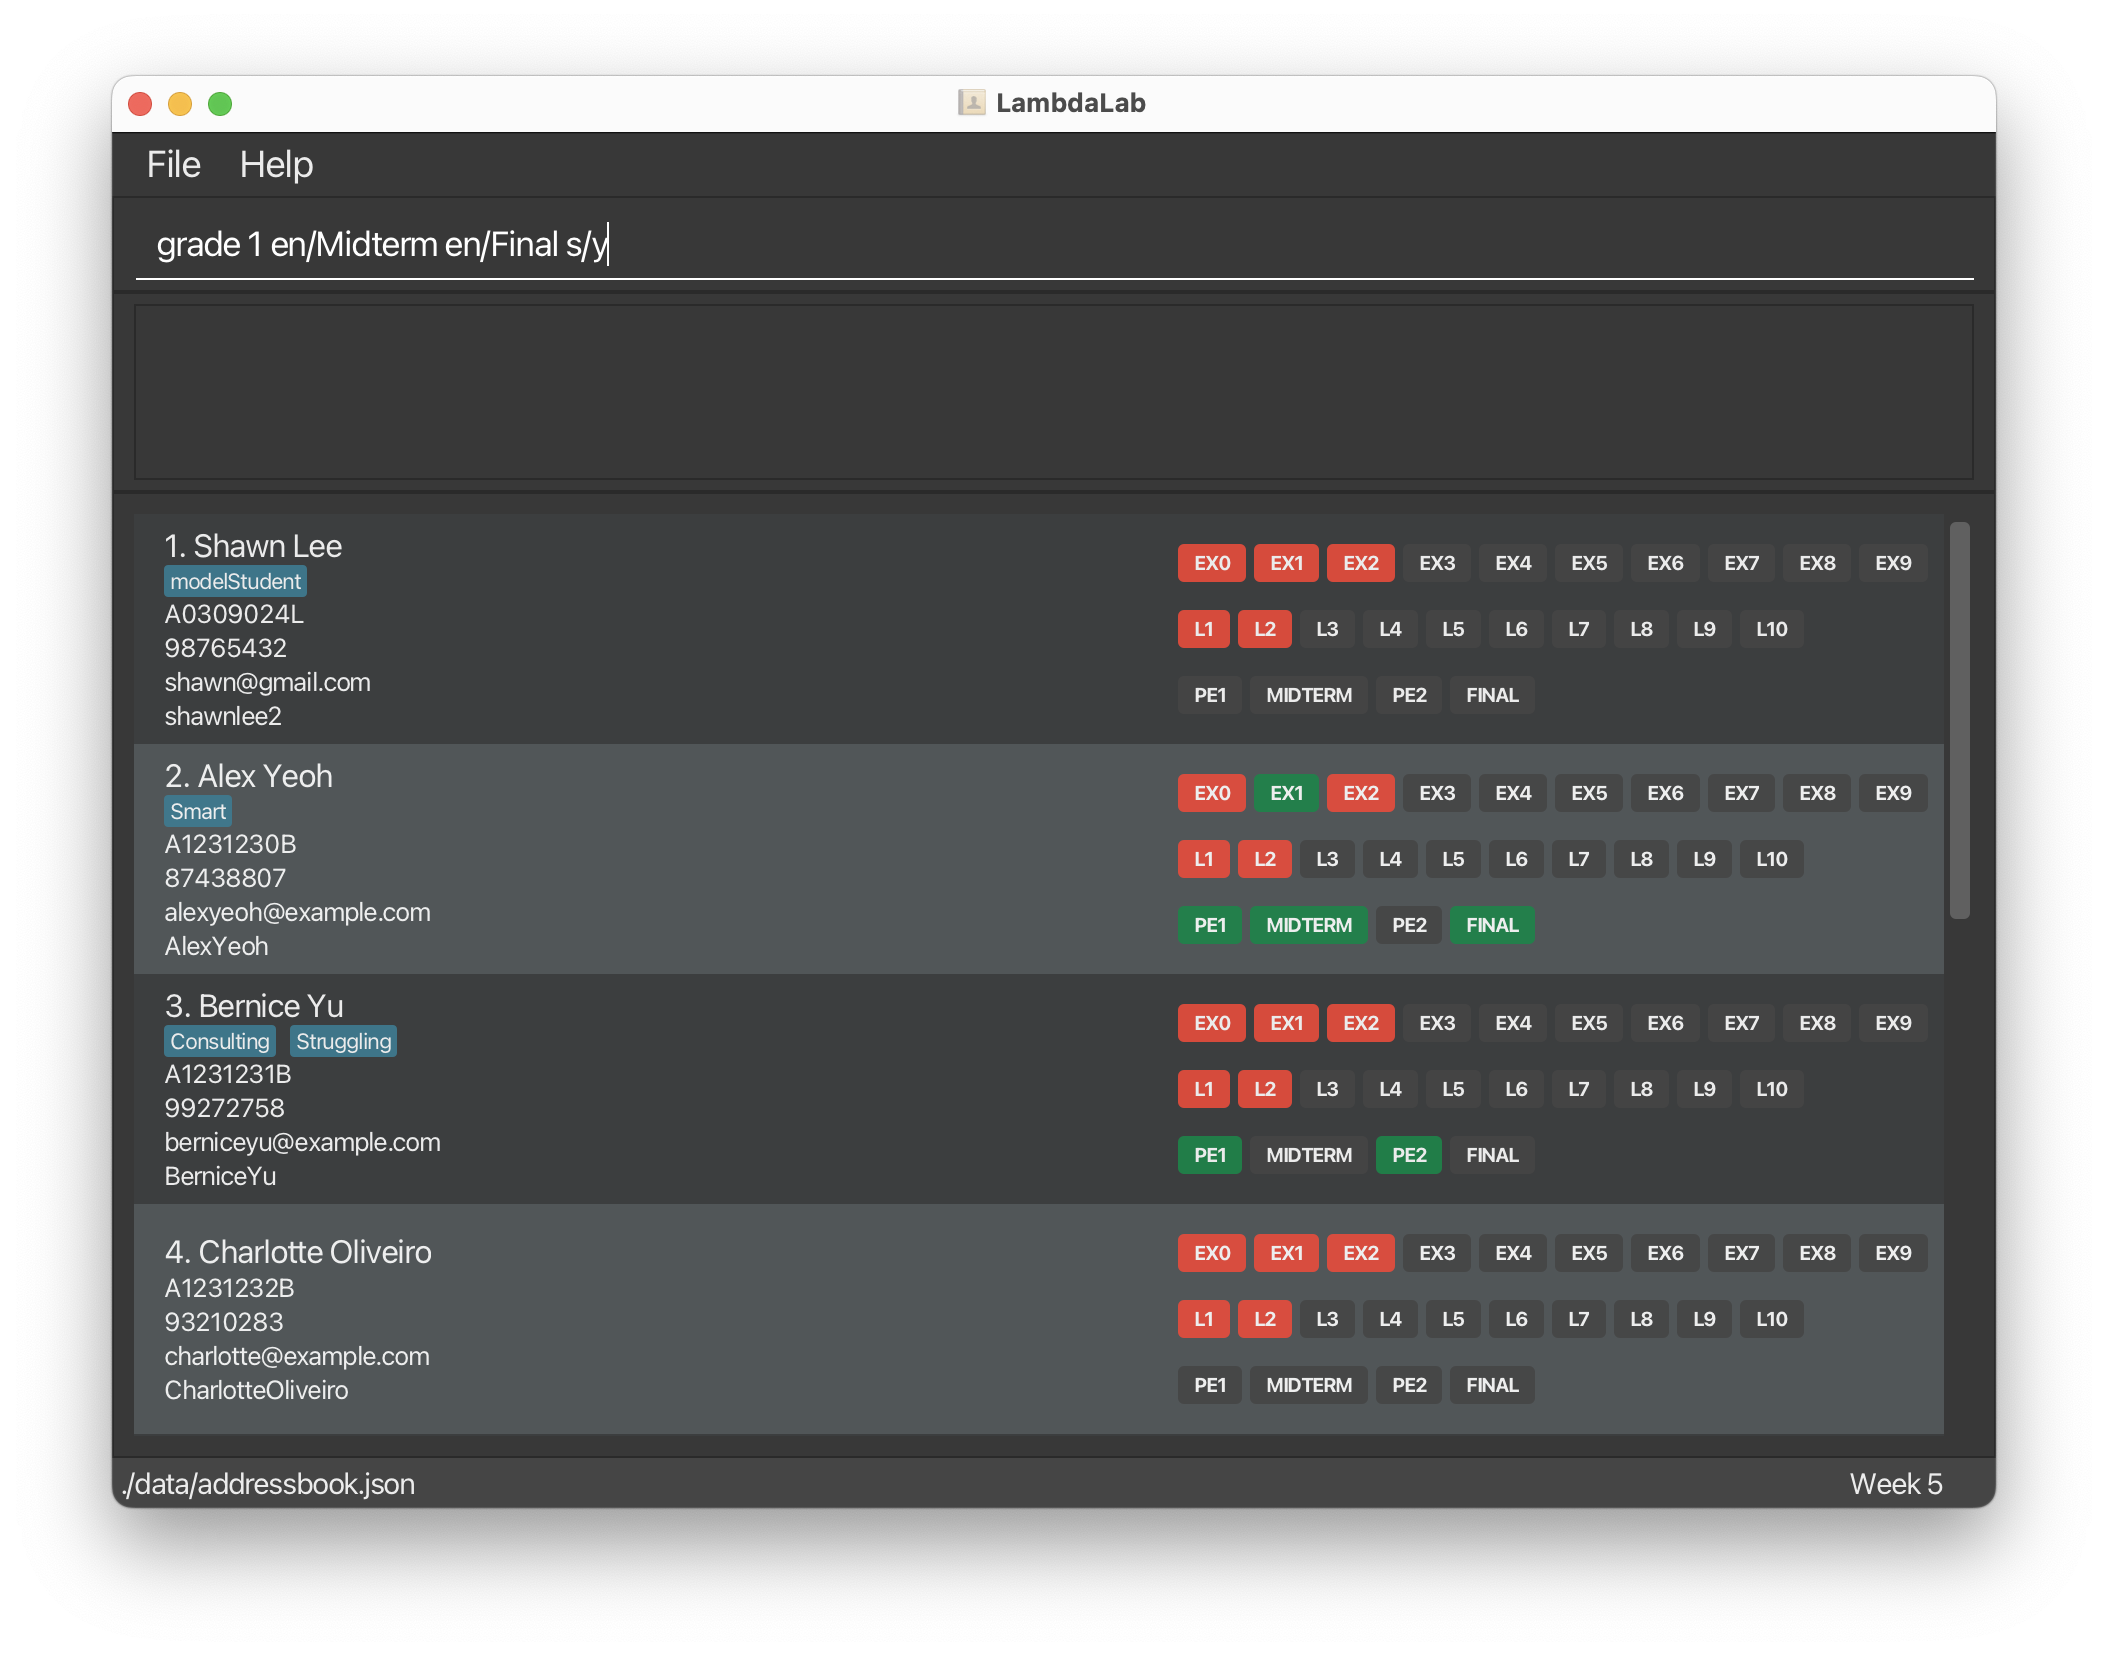 LambdaLab
File Help
grade 1 en/Midterm en/Final s/y
1. Shawn Lee
modelStudent
A0309024L
98765432
shawn@gmail.com
shawnlee2
EX0 EX1 EX2 EX3 EX4 EX5 EX6 EX7 EX8 EX9
L1 L2 L3 L4 L5 L6 L7 L8 L9 L10
PE1 MIDTERM PE2 FINAL
2. Alex Yeoh
Smart
A1231230B
87438807
alexyeoh@example.com
AlexYeoh
EX0 EX1 EX2 EX3 EX4 EX5 EX6 EX7 EX8 EX9
L1 L2 L3 L4 L5 L6 L7 L8 L9 L10
PE1 MIDTERM PE2 FINAL
3. Bernice Yu
Consulting Struggling
A1231231B
99272758
berniceyu@example.com
BerniceYu
EX0 EX1 EX2 EX3 EX4 EX5 EX6 EX7 EX8 EX9
L1 L2 L3 L4 L5 L6 L7 L8 L9 L10
PE1 MIDTERM PE2 FINAL
4. Charlotte Oliveiro
A1231232B
93210283
charlotte@example.com
CharlotteOliveiro
EX0 EX1 EX2 EX3 EX4 EX5 EX6 EX7 EX8 EX9
L1 L2 L3 L4 L5 L6 L7 L8 L9 L10
PE1 MIDTERM PE2 FINAL
./data/addressbook.json
Week 5